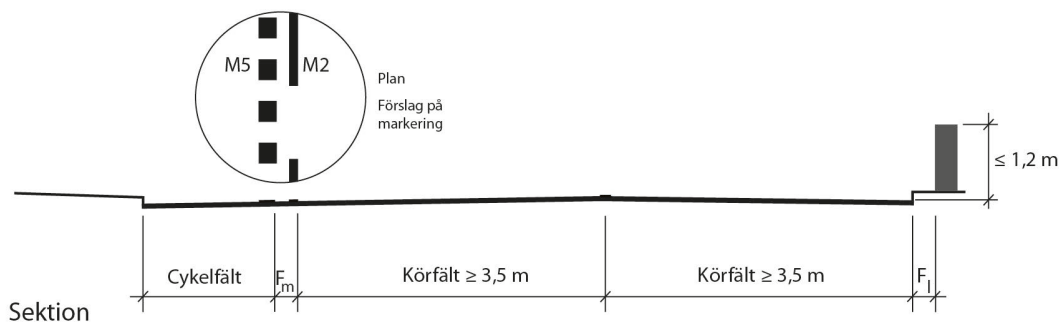 M5 M2
Plan
Förslag på
markering
≤ 1,2 m
Cykelfält Fm Körfält ≥ 3,5 m Körfält ≥ 3,5 m Fl
Sektion